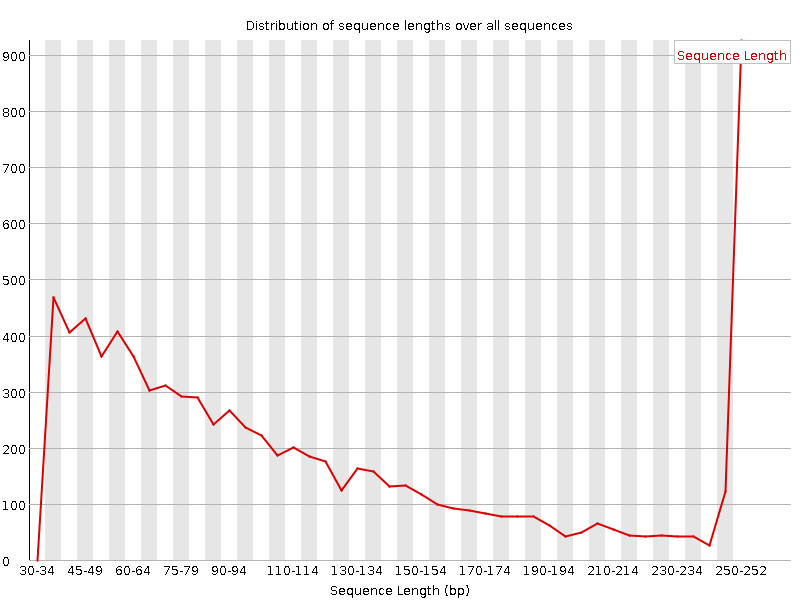 Distribution of sequence lengths over all sequences
Sequence Length
900
800
700
600
500
400
300
200
100
0
30-34 45-49 60-64 75-79 90-94 110-114 130-134 150-154 170-174 190-194 210-214 230-234 250-252
Sequence Length (bp)